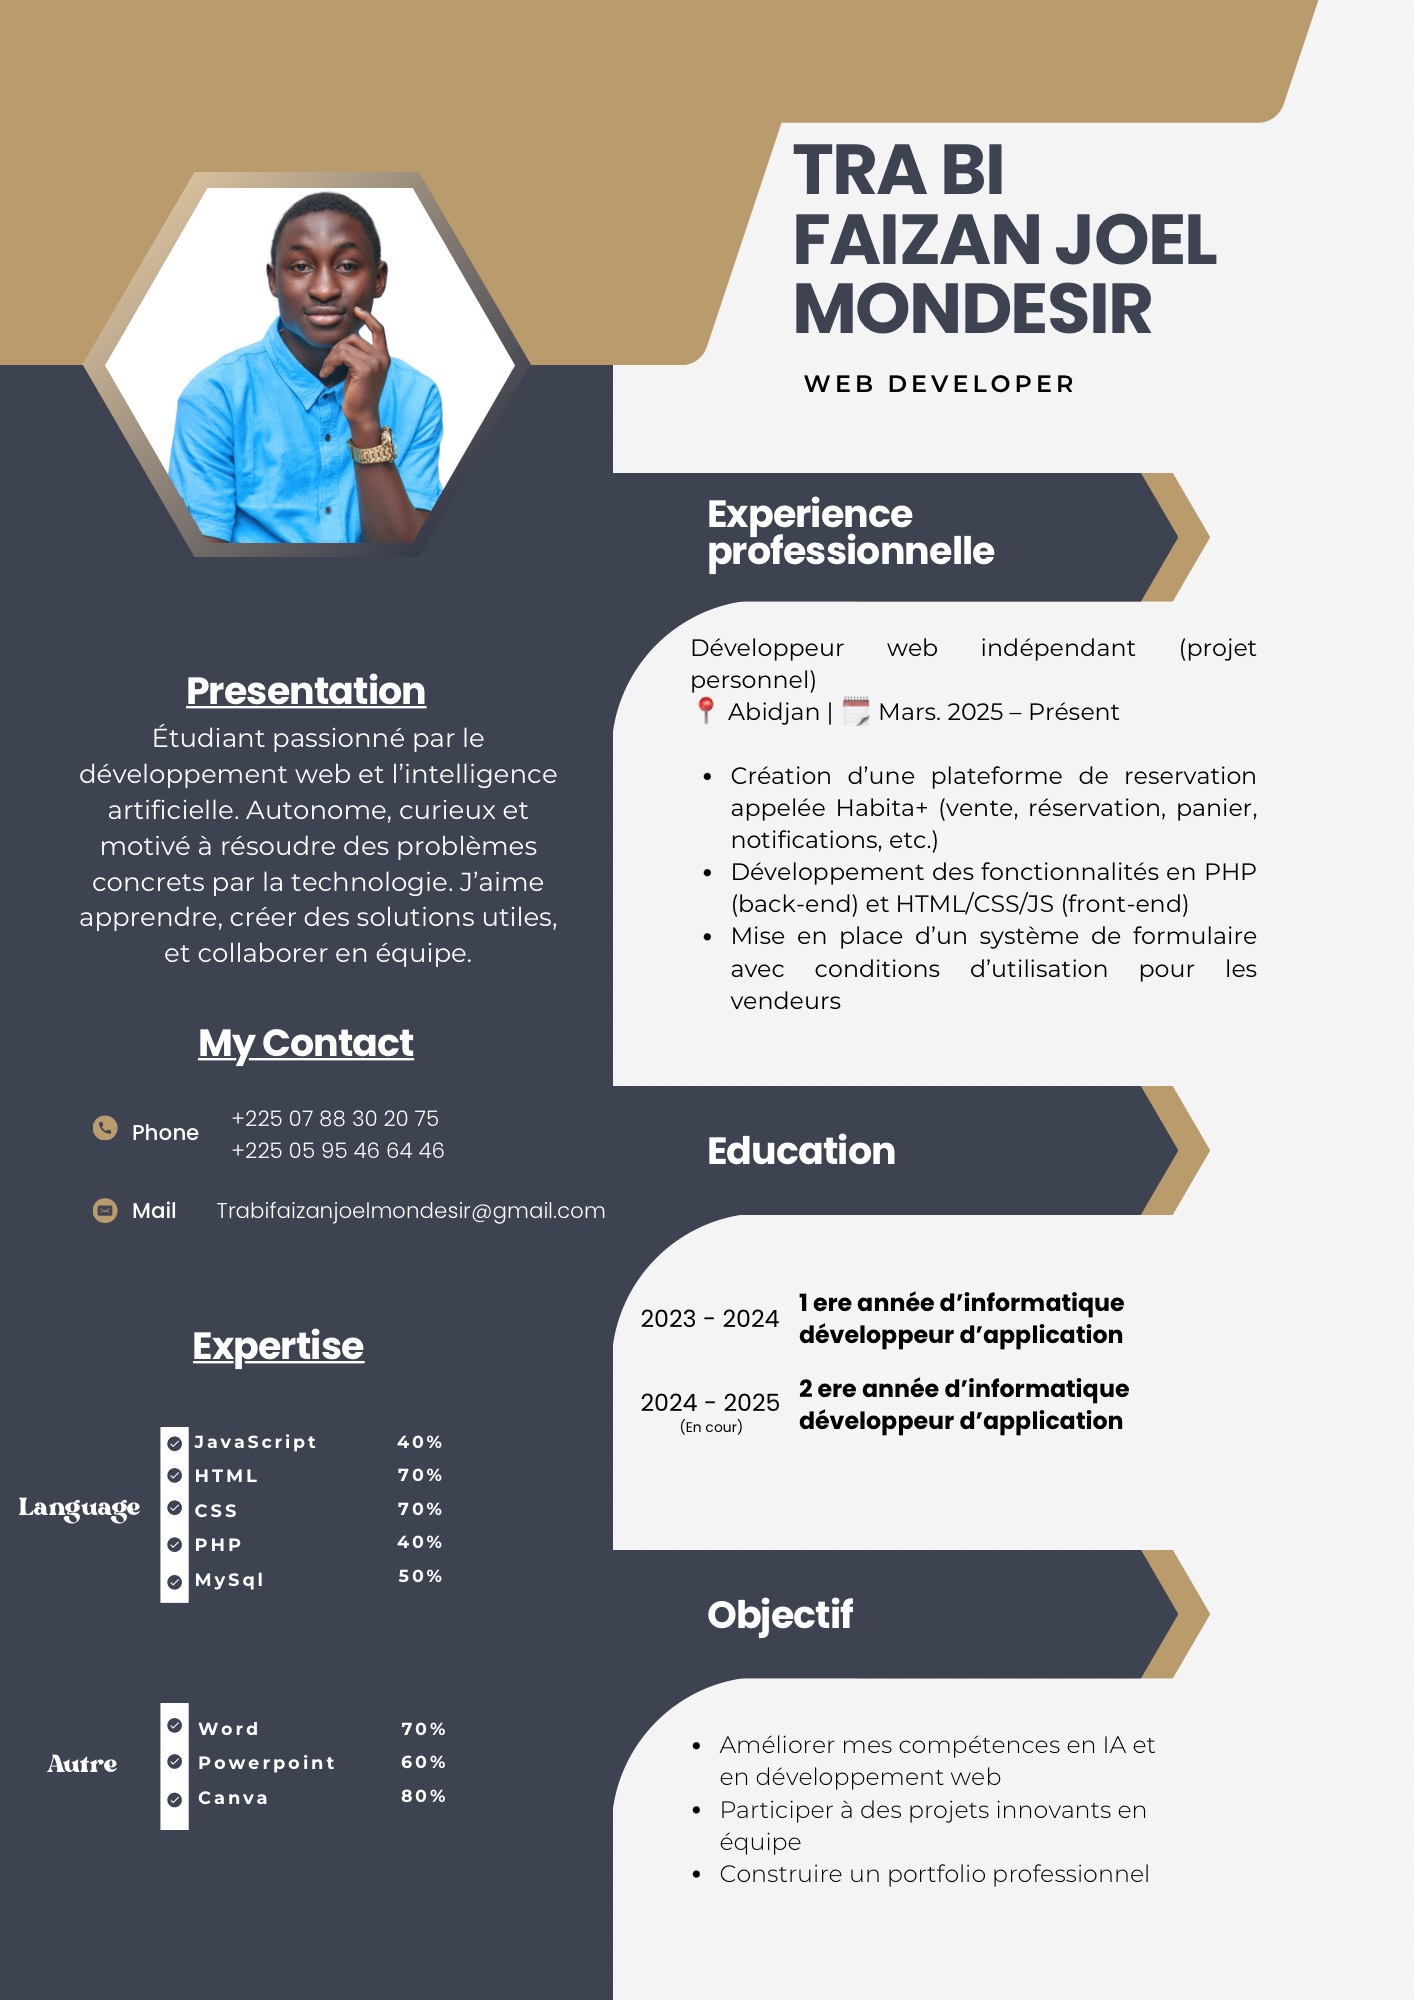 TRA BI
FAIZAN JOEL
MONDESIR
WEB DEVELOPER
Presentation
Étudiant passionné par le
développement web et l’intelligence
artificielle. Autonome, curieux et
motivé à résoudre des problèmes
concrets par la technologie. J’aime
apprendre, créer des solutions utiles,
et collaborer en équipe.
My Contact
Phone
+225 07 88 30 20 75
+225 05 95 46 64 46
Mail Trabifaizanjoelmondesir@gmail.com
Expertise
Language
JavaScript 40%
HTML 70%
CSS 70%
PHP 40%
MySql 50%
Autre
Word 70%
Powerpoint 60%
Canva 80%
Experience
professionnelle
Développeur web indépendant (projet
personnel)
📍 Abidjan | 🗓️ Mars. 2025 – Présent
• Création d’une plateforme de reservation
appelée Habita+ (vente, réservation, panier,
notifications, etc.)
• Développement des fonctionnalités en PHP
(back-end) et HTML/CSS/JS (front-end)
• Mise en place d’un système de formulaire
avec conditions d’utilisation pour les
vendeurs
Education
2023 - 2024
1 ere année d’informatique
développeur d’application
2024 - 2025
(En cour)
2 ere année d’informatique
développeur d’application
Objectif
• Améliorer mes compétences en IA et
en développement web
• Participer à des projets innovants en
équipe
• Construire un portfolio professionnel